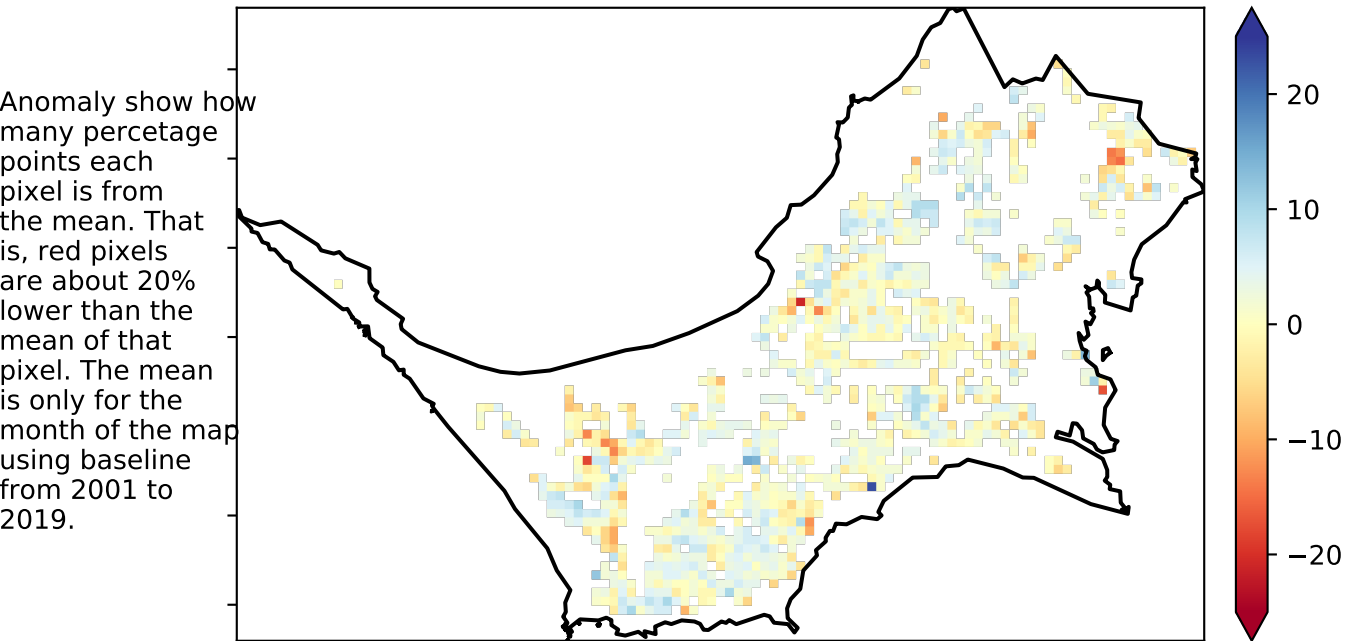 Anomaly show how
many percetage
points each
pixel is from
the mean. That
is, red pixels
are about 20%
lower than the
mean of that
pixel. The mean
is only for the
month of the map
using baseline
from 2001 to
2019.
20
10
0
−10
−20